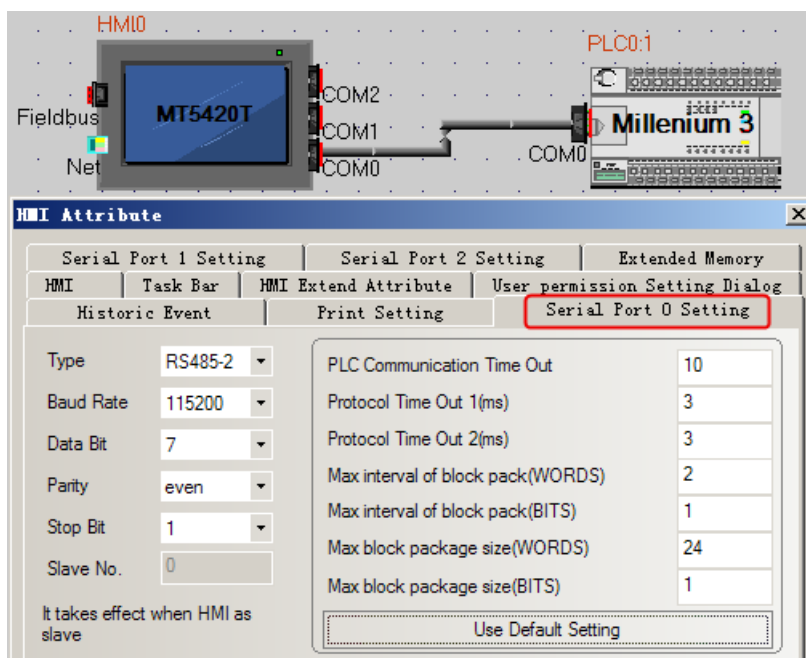 HMI0
PLC0:1
COM2
Fieldbus
MT5420T
Millenium 3
COM1
COM0
Net
COM0
HMI Attribute
Serial Port 1 Setting
Serial Port 2 Setting
Extended Memory
HMI
Task Bar
HMI Extend Attribute
User permission Setting Dialog
Historic Event
Print Setting
Serial Port 0 Setting
Type
RS485-2
PLC Communication Time Out
10
Baud Rate
115200
Protocol Time Out 1(ms)
3
Data Bit
7
Protocol Time Out 2(ms)
3
Parity
even
Max interval of block pack(WORDS)
2
Stop Bit
1
Max interval of block pack(BITS)
1
Slave No.
0
Max block package size(WORDS)
24
Max block package size(BITS)
1
It takes effect when HMI as
slave
Use Default Setting